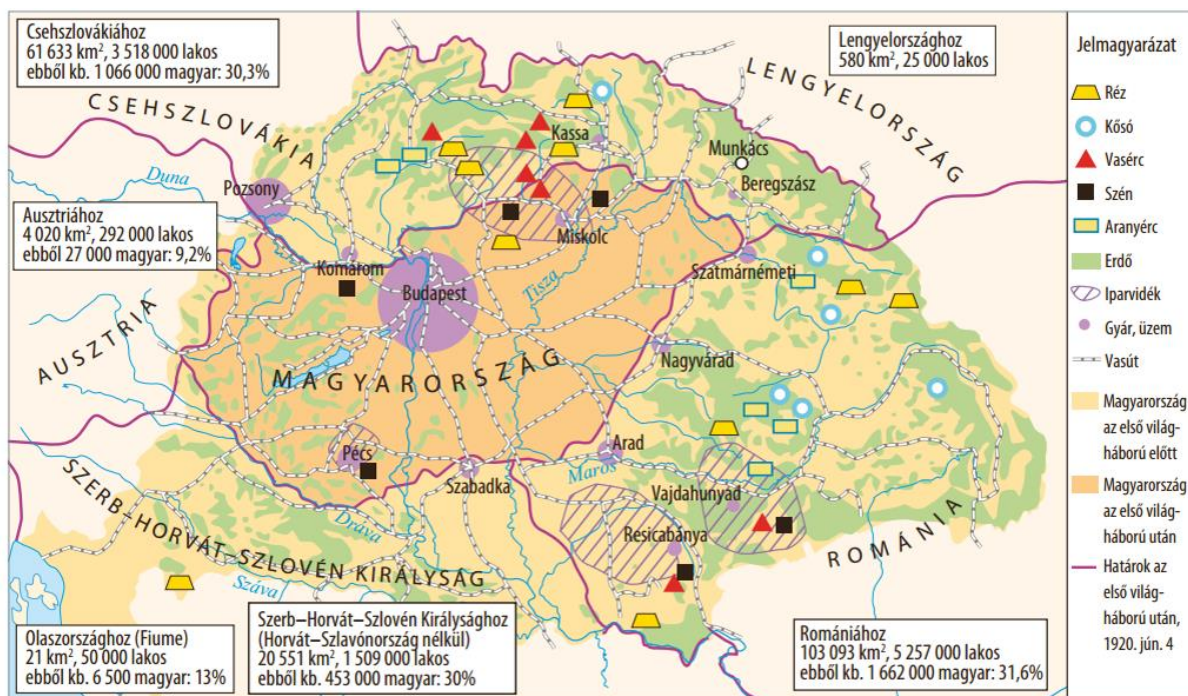 Csehszlovákiához
61 633 km², 3 518 000 lakos
ebből kb. 1 066 000 magyar: 30,3%
Lengyelországhoz
580 km², 25 000 lakos
CSEHSZLOVÁKIA
LENGYELORSZÁG
Kassa
Munkács
Beregszász
Duna
Pozsony
Ausztriához
4 020 km², 292 000 lakos
ebből 27 000 magyar: 9,2%
Miskolc
Komárom
Szatmárnémeti
Budapest
Tisza
AUSZTRIA
MAGYARORSZÁG
Nagyvárad
Pécs
Arad
Maros
Szabadka
Vajdahunyad
Resicabánya
Dráva
SZERB–HORVÁT–SZLOVÉN KIRÁLYSÁG
ROMÁNIA
Száva
Olaszországhoz (Fiume)
21 km², 50 000 lakos
ebből kb. 6 500 magyar: 13%
Szerb–Horvát–Szlovén Királysághoz
(Horvát–Szlavónország nélkül)
20 551 km², 1 509 000 lakos
ebből kb. 453 000 magyar: 30%
Romániához
103 093 km², 5 257 000 lakos
ebből kb. 1 662 000 magyar: 31,6%
Jelmagyarázat
Réz
Kősó
Vasérc
Szén
Aranyérc
Erdő
Iparvidék
Gyár, üzem
Vasút
Magyarország
az első világ-
háború előtt
Magyarország
az első világ-
háború után
Határok az
első világ-
háború után,
1920. jún. 4